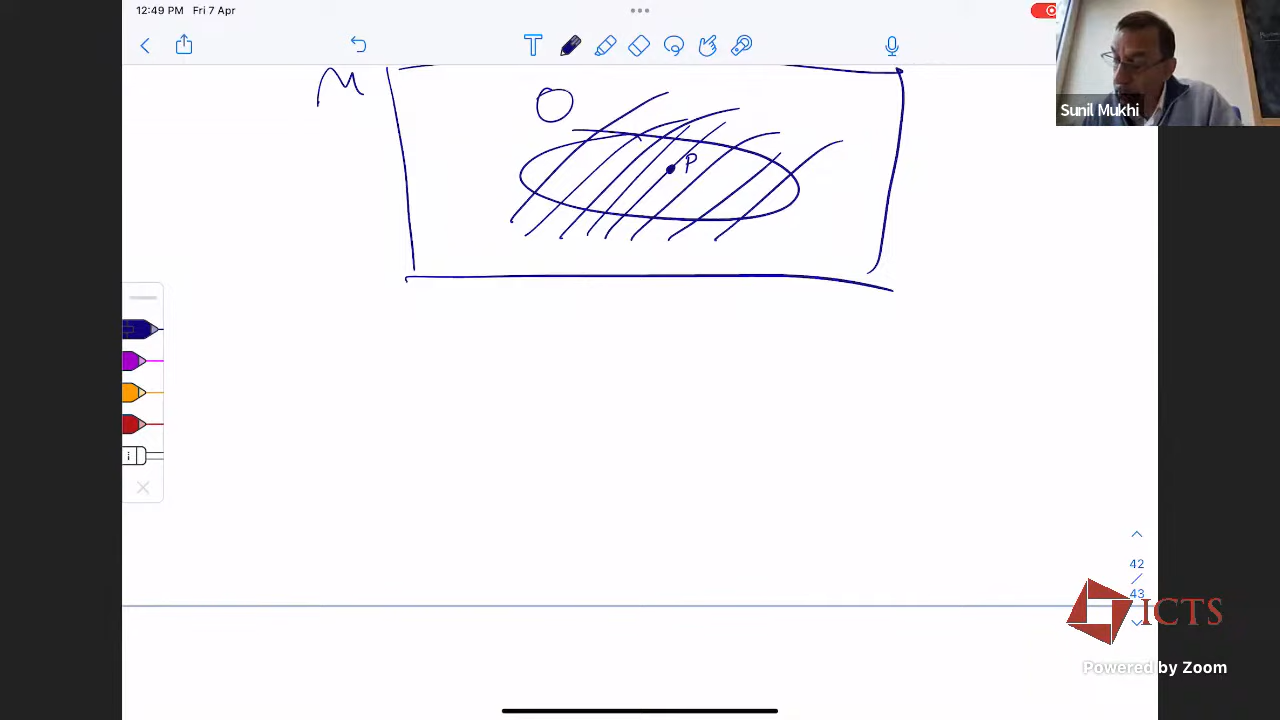 12:49 PM Fri 7 Apr
T
Sunil Mukhi
M
O
P
i
42
/
43
ICTS
Powered by Zoom